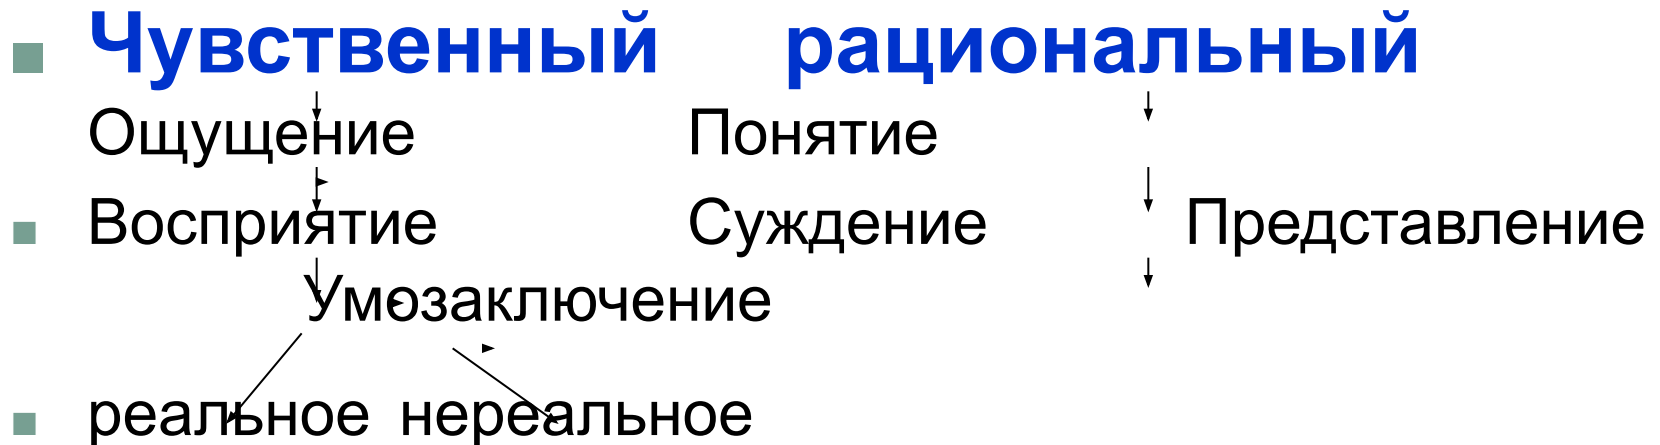 Чувственный рациональный
Ощущение Понятие
Восприятие Суждение Представление
Умозаключение
реальное нереальное